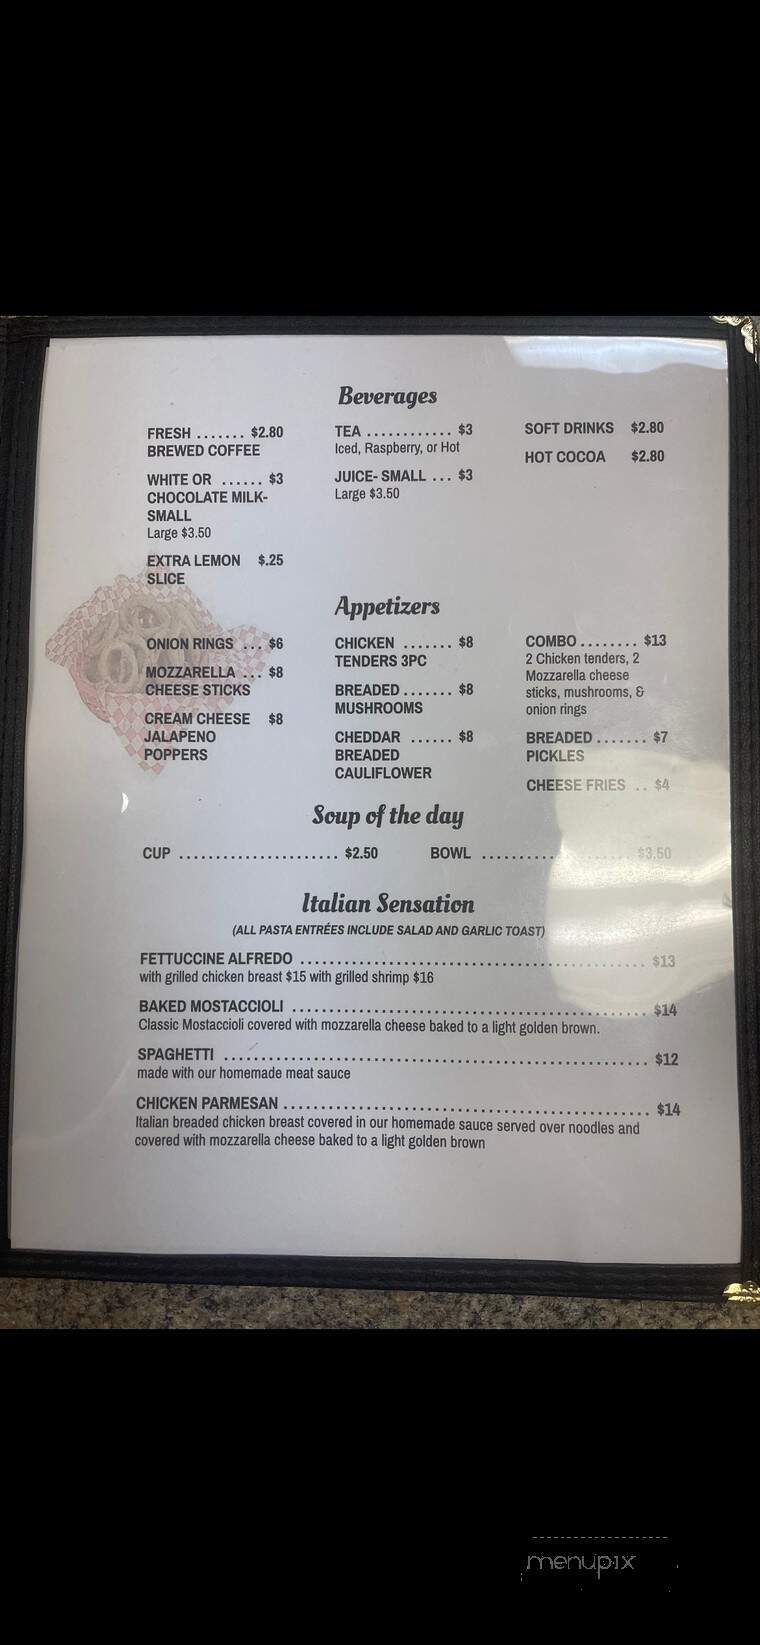 Beverages
FRESH ....... $2.80
BREWED COFFEE
WHITE OR ...... $3
CHOCOLATE MILK-
SMALL
Large $3.50
EXTRA LEMON $.25
SLICE
TEA ............ $3
Iced, Raspberry, or Hot
JUICE- SMALL ... $3
Large $3.50
SOFT DRINKS $2.80
HOT COCOA $2.80
Appetizers
ONION RINGS ... $6
MOZZARELLA ... $8
CHEESE STICKS
CREAM CHEESE $8
JALAPENO
POPPERS
CHICKEN ....... $8
TENDERS 3PC
BREADED ....... $8
MUSHROOMS
CHEDDAR ...... $8
BREADED
CAULIFLOWER
COMBO ........ $13
2 Chicken tenders, 2
Mozzarella cheese
sticks, mushrooms, &
onion rings
BREADED ....... $7
PICKLES
CHEESE FRIES .. $4
Soup of the day
CUP ...................... $2.50 BOWL .................... $3.50
Italian Sensation
(ALL PASTA ENTRÉES INCLUDE SALAD AND GARLIC TOAST)
FETTUCCINE ALFREDO ............................................... $13
with grilled chicken breast $15 with grilled shrimp $16
BAKED MOSTACCIOLI ................................................ $14
Classic Mostaccioli covered with mozzarella cheese baked to a light golden brown.
SPAGHETTI .......................................................... $12
made with our homemade meat sauce
CHICKEN PARMESAN .................................................. $14
Italian breaded chicken breast covered in our homemade sauce served over noodles and
covered with mozzarella cheese baked to a light golden brown
menupix